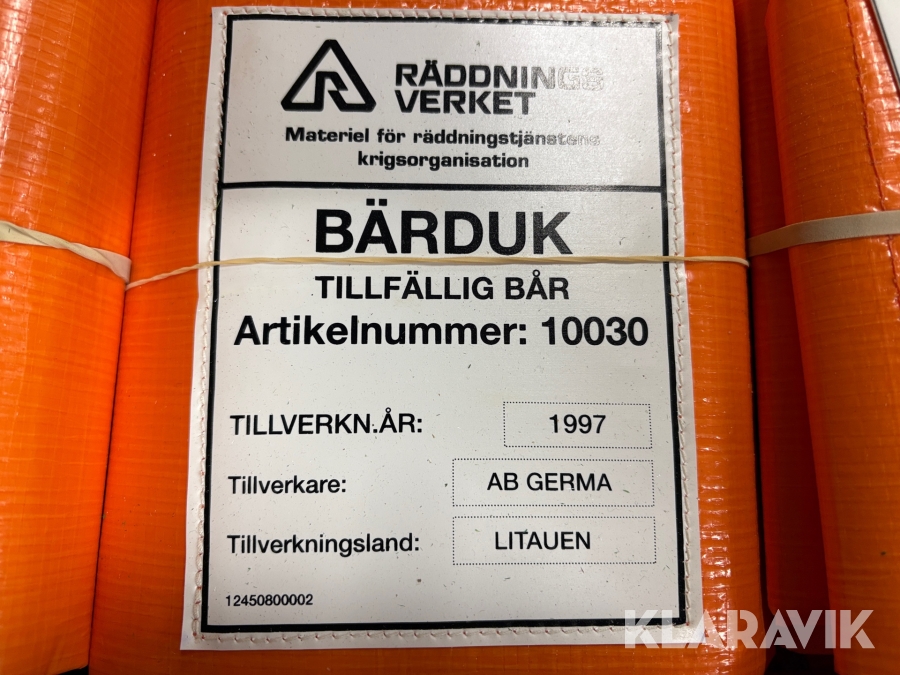 RÄDDNINGS
VERKET
Materiel för räddningstjänstens
krigsorganisation
BÄRDUK
TILLFÄLLIG BÅR
Artikelnummer: 10030
TILLVERKN.ÅR: 1997
Tillverkare: AB GERMA
Tillverkningsland: LITAUEN
12450800002
KLARAVIK